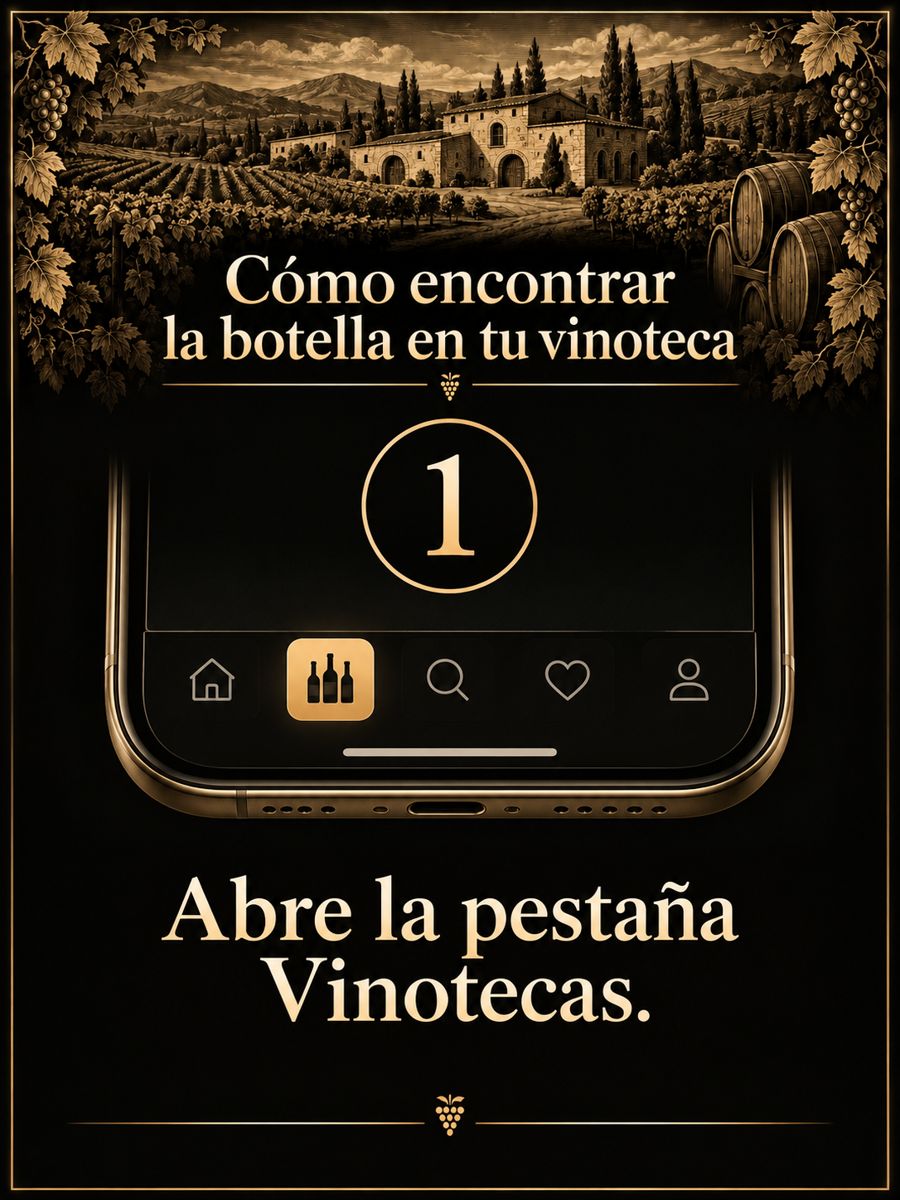 Cómo encontrar
la botella en tu vinoteca
1
Abre la pestaña
Vinotecas.